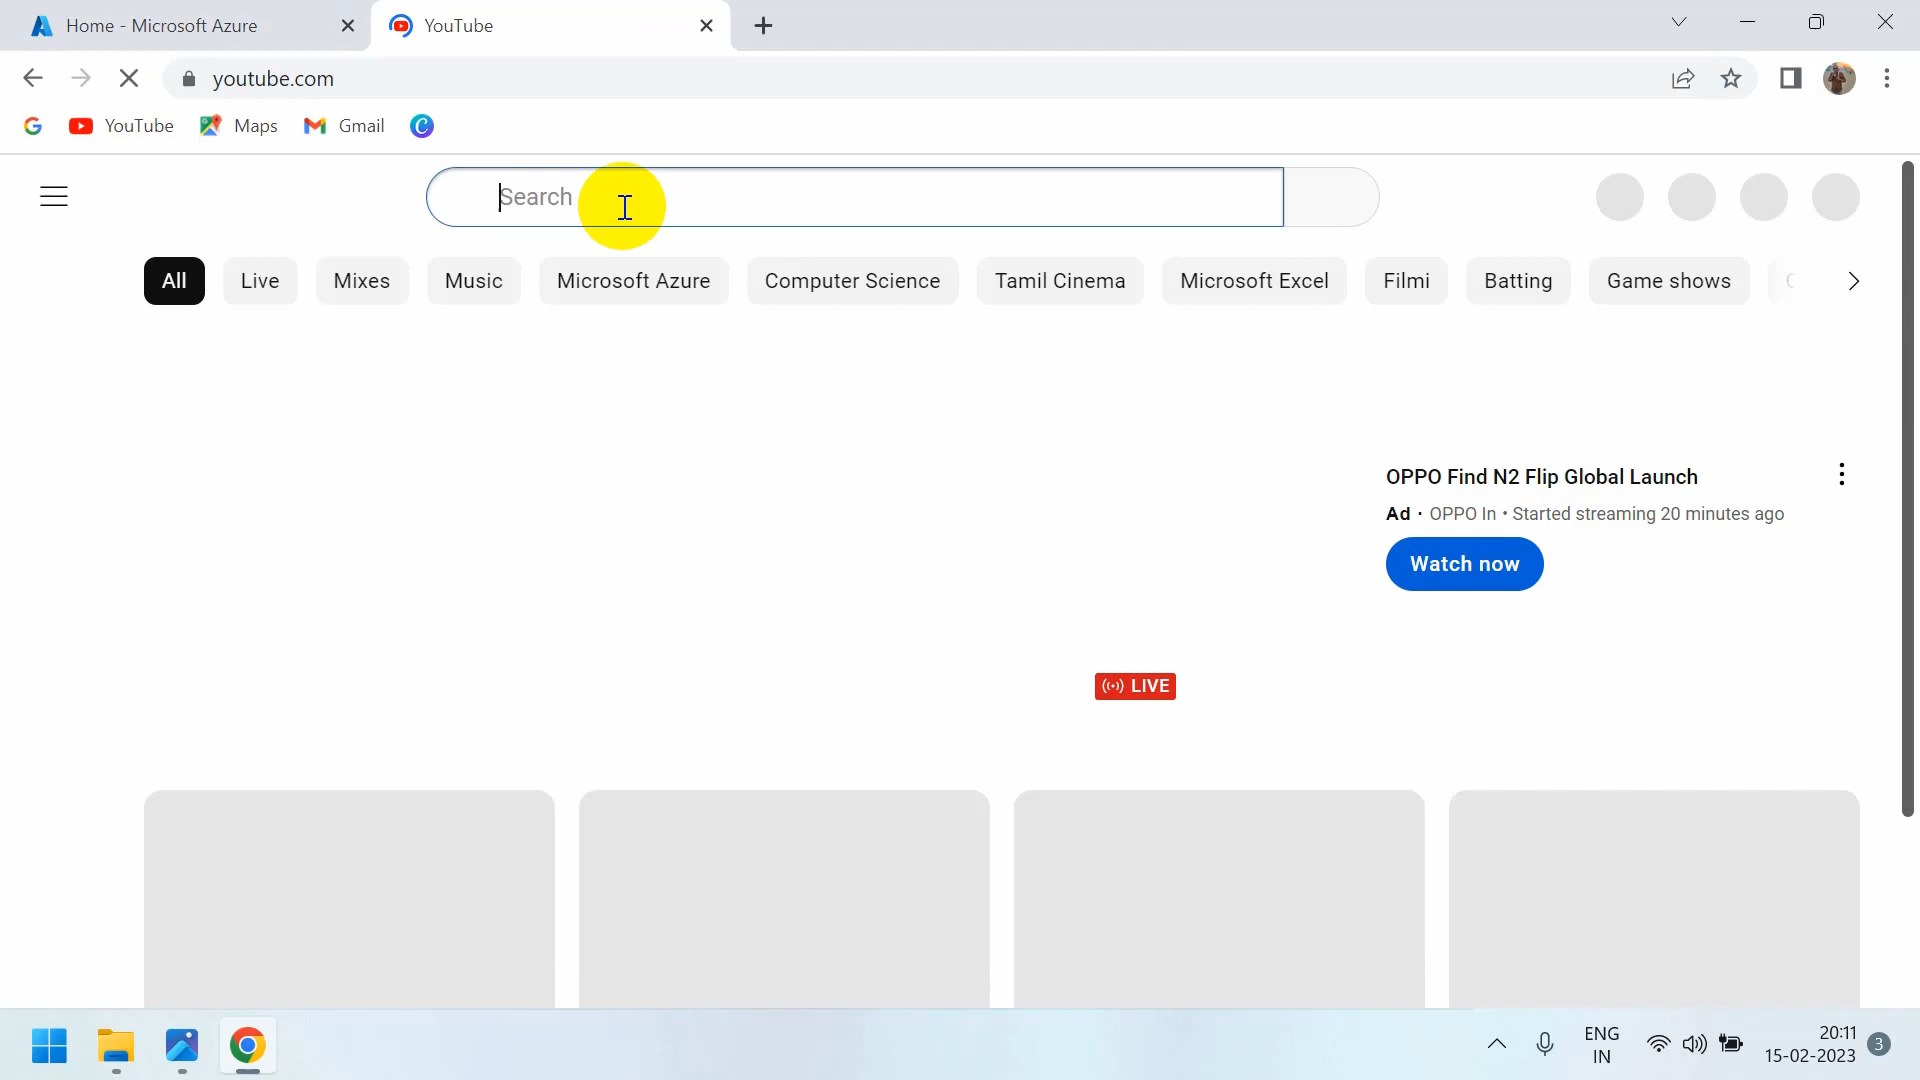 Home - Microsoft Azure
YouTube
youtube.com
YouTube
Maps
Gmail
Search
All
Live
Mixes
Music
Microsoft Azure
Computer Science
Tamil Cinema
Microsoft Excel
Filmi
Batting
Game shows
OPPO Find N2 Flip Global Launch
Ad · OPPO In • Started streaming 20 minutes ago
Watch now
LIVE
ENG
IN
20:11
15-02-2023
3